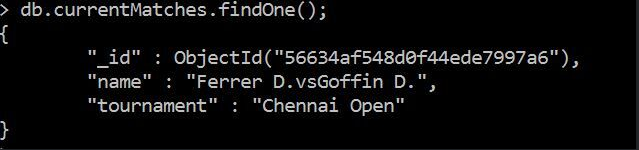 > db.currentMatches.findOne();
{
        "_id" : ObjectId("56634af548d0f44ede7997a6"),
        "name" : "Ferrer D.vsGoffin D.",
        "tournament" : "Chennai Open"
}